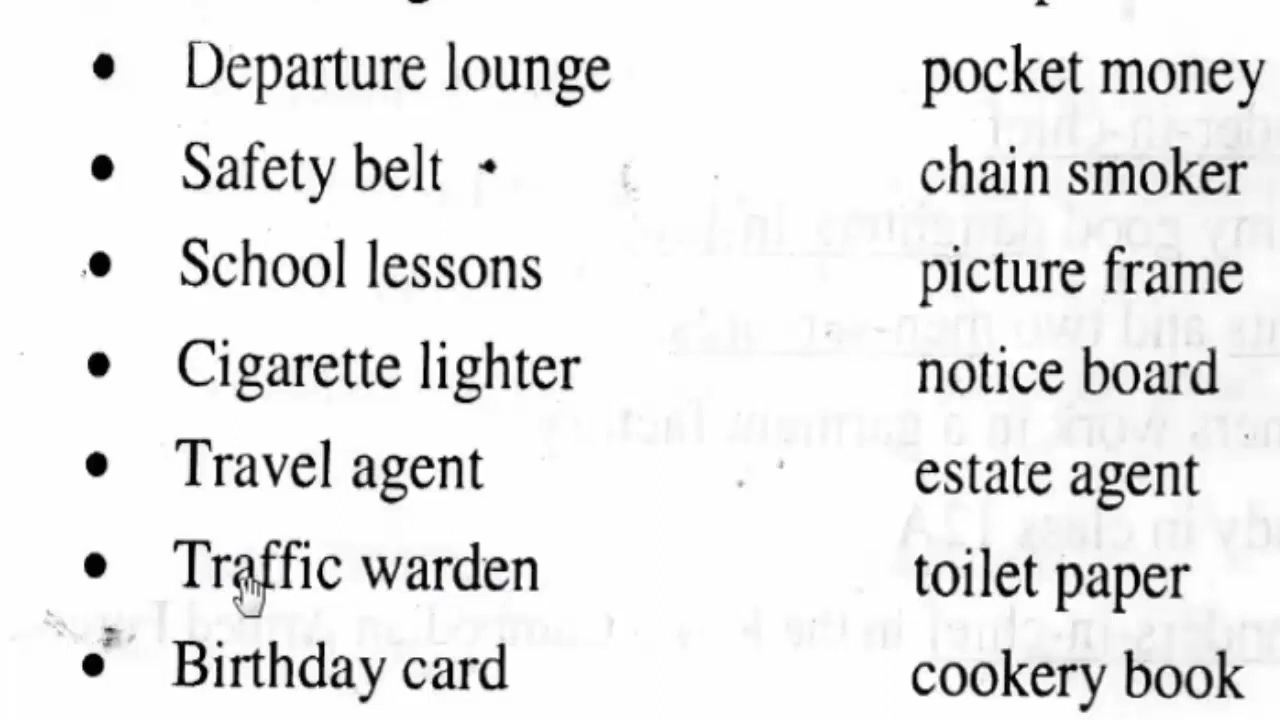 • Departure lounge pocket money
• Safety belt chain smoker
• School lessons picture frame
• Cigarette lighter notice board
• Travel agent estate agent
• Traffic warden toilet paper
• Birthday card cookery book